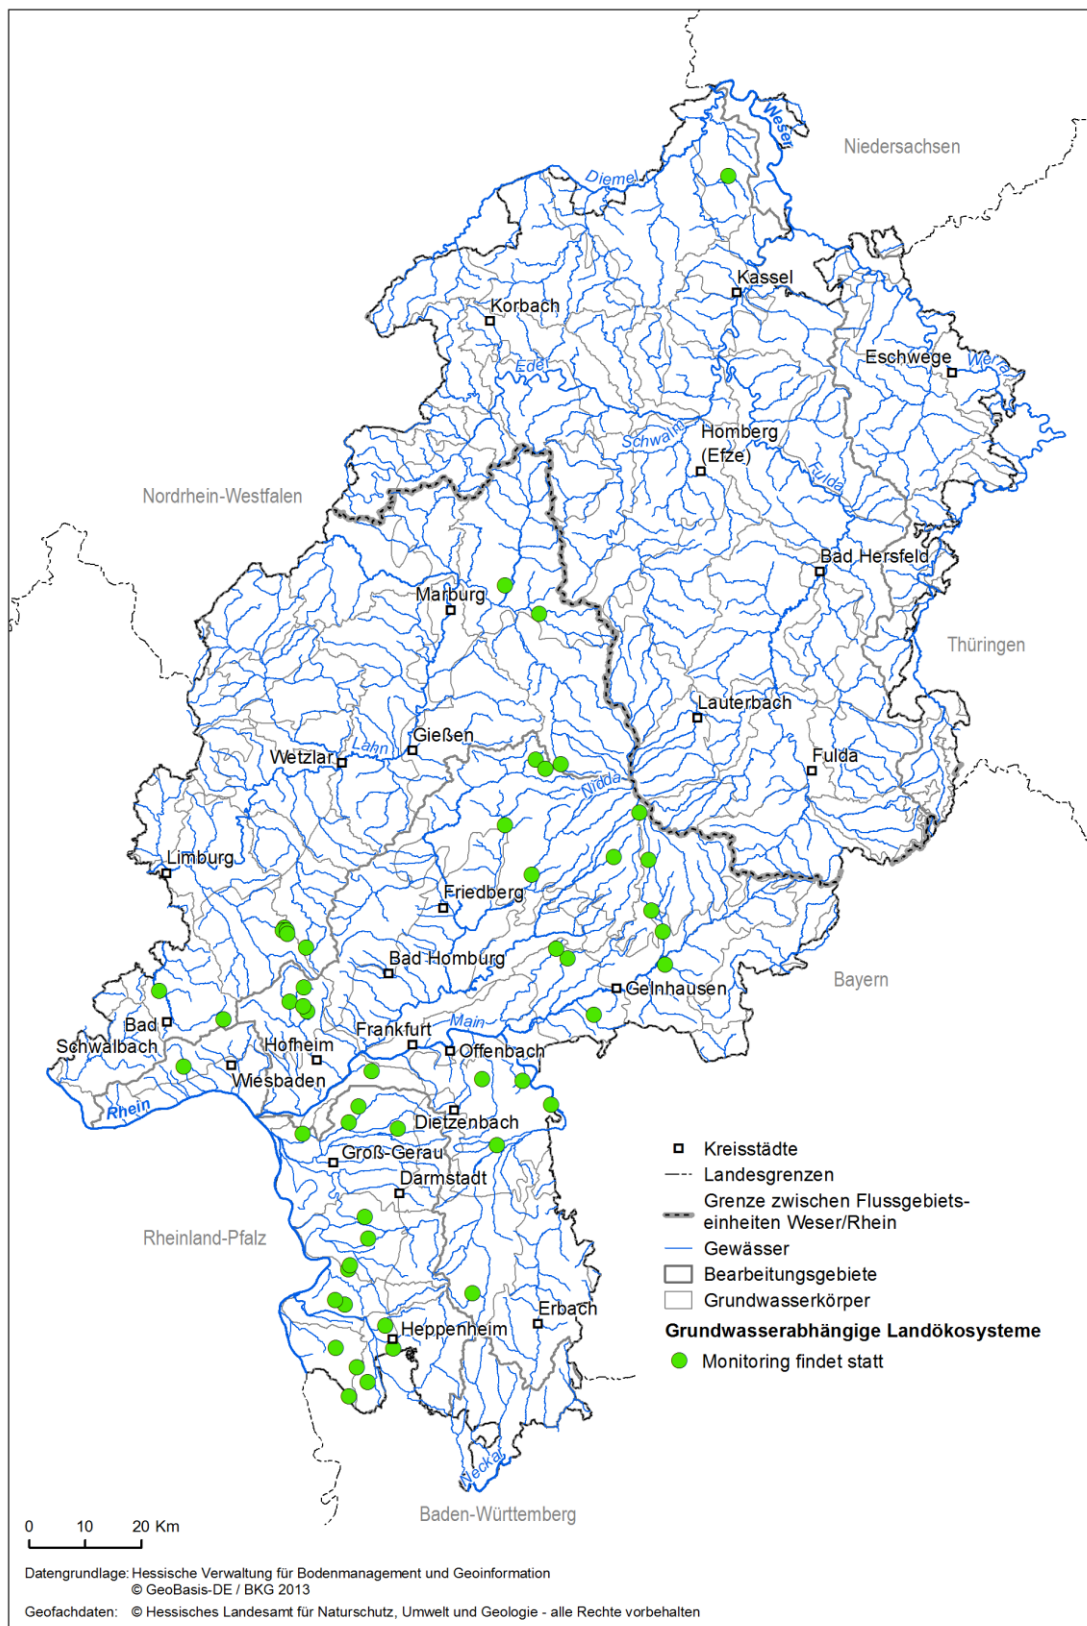 Weser
Niedersachsen
Diemel
Kassel
Korbach
Eder
Eschwege
Werra
Schwalm
Homberg
(Efze)
Fulda
Nordrhein-Westfalen
Bad Hersfeld
Marburg
Thüringen
Lauterbach
Gießen
Lahn
Wetzlar
Fulda
Nidda
Limburg
Friedberg
Bad Homburg
Bayern
Gelnhausen
Bad
Schwalbach
Main
Frankfurt
Hofheim
Offenbach
Wiesbaden
Rhein
Dietzenbach
Groß-Gerau
Darmstadt
Rheinland-Pfalz
Erbach
Heppenheim
Neckar
Baden-Württemberg
Kreisstädte
Landesgrenzen
Grenze zwischen Flussgebiets-
einheiten Weser/Rhein
Gewässer
Bearbeitungsgebiete
Grundwasserkörper
Grundwasserabhängige Landökosysteme
Monitoring findet statt
0 10 20 Km
Datengrundlage: Hessische Verwaltung für Bodenmanagement und Geoinformation
© GeoBasis-DE / BKG 2013
Geofachdaten: © Hessisches Landesamt für Naturschutz, Umwelt und Geologie - alle Rechte vorbehalten